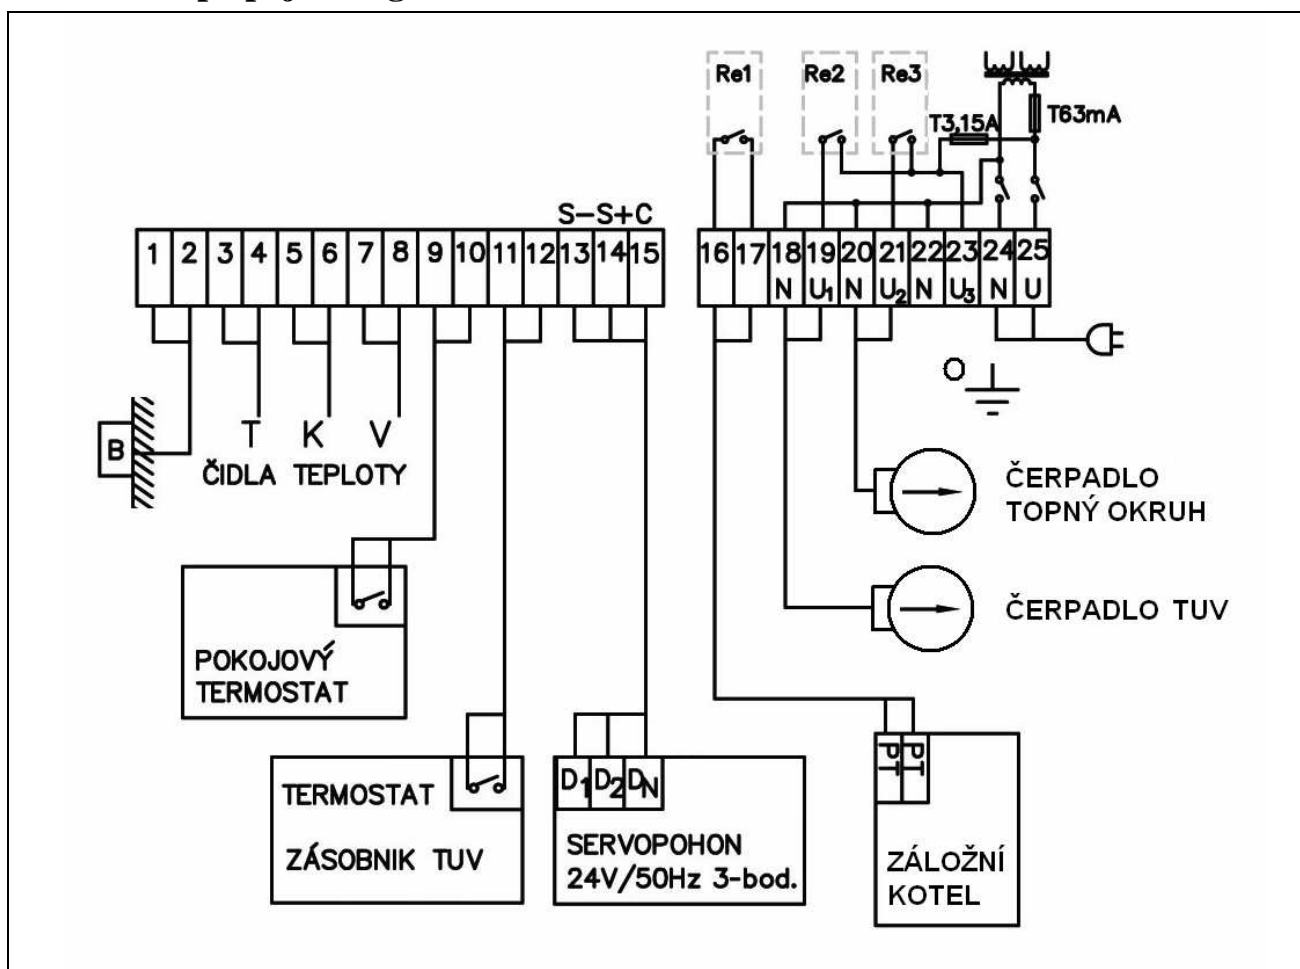 Re1 Re2 Re3
T3,15A T63mA
S-S+C
1 2 3 4 5 6 7 8 9 10 11 12 13 14 15
16 17 18 19 20 21 22 23 24 25
N U1 N U2 N U3 N U
B
T K V
ČIDLA TEPLOTY
O
ČERPADLO
TOPNÝ OKRUH
ČERPADLO TUV
POKOJOVÝ
TERMOSTAT
TERMOSTAT
ZÁSOBNIK TUV
D1 D2 DN
SERVOPOHON
24V/50Hz 3-bod.
PT PT
ZÁLOŽNÍ
KOTEL